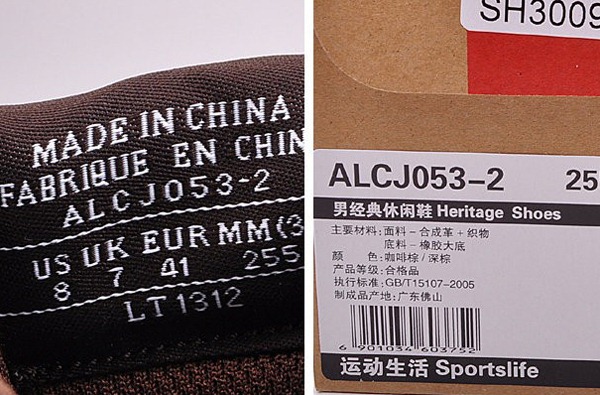 MADE IN CHINA
FABRIQUE EN CHIN
ALCJ053-2
US UK EUR MM(3
8 7 41 255
LT1312
SH3009
ALCJ053-2 25
男经典休闲鞋 Heritage Shoes
主要材料: 面料-合成革+织物
底料-橡胶大底
颜 色: 咖啡棕/深棕
产品等级: 合格品
执行标准: GB/T15107-2005
制成品产地: 广东佛山
6 901034 603752
运动生活 Sportslife